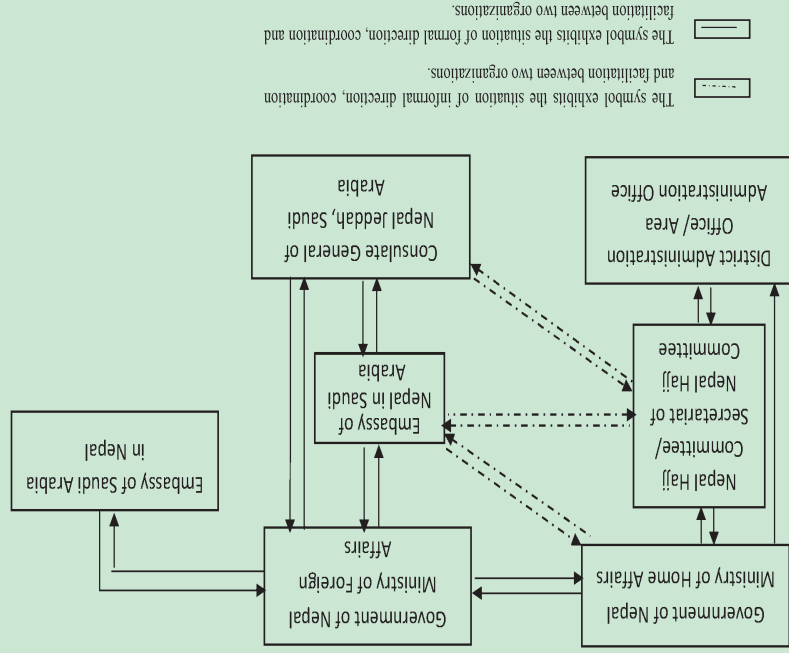 Government of Nepal
Ministry of Home Affairs
Government of Nepal
Ministry of Foreign
Affairs
Nepal Hajj
Committee/
Secretariat of
Nepal Hajj
Committee
Embassy of Saudi Arabia
in Nepal
Embassy of
Nepal in Saudi
Arabia
District Administration
Office/ Area
Administration Office
Consulate General of
Nepal Jeddah, Saudi
Arabia
The symbol exhibits the situation of informal direction, coordination
and facilitation between two organizations.
The symbol exhibits the situation of formal direction, coordination and
facilitation between two organizations.